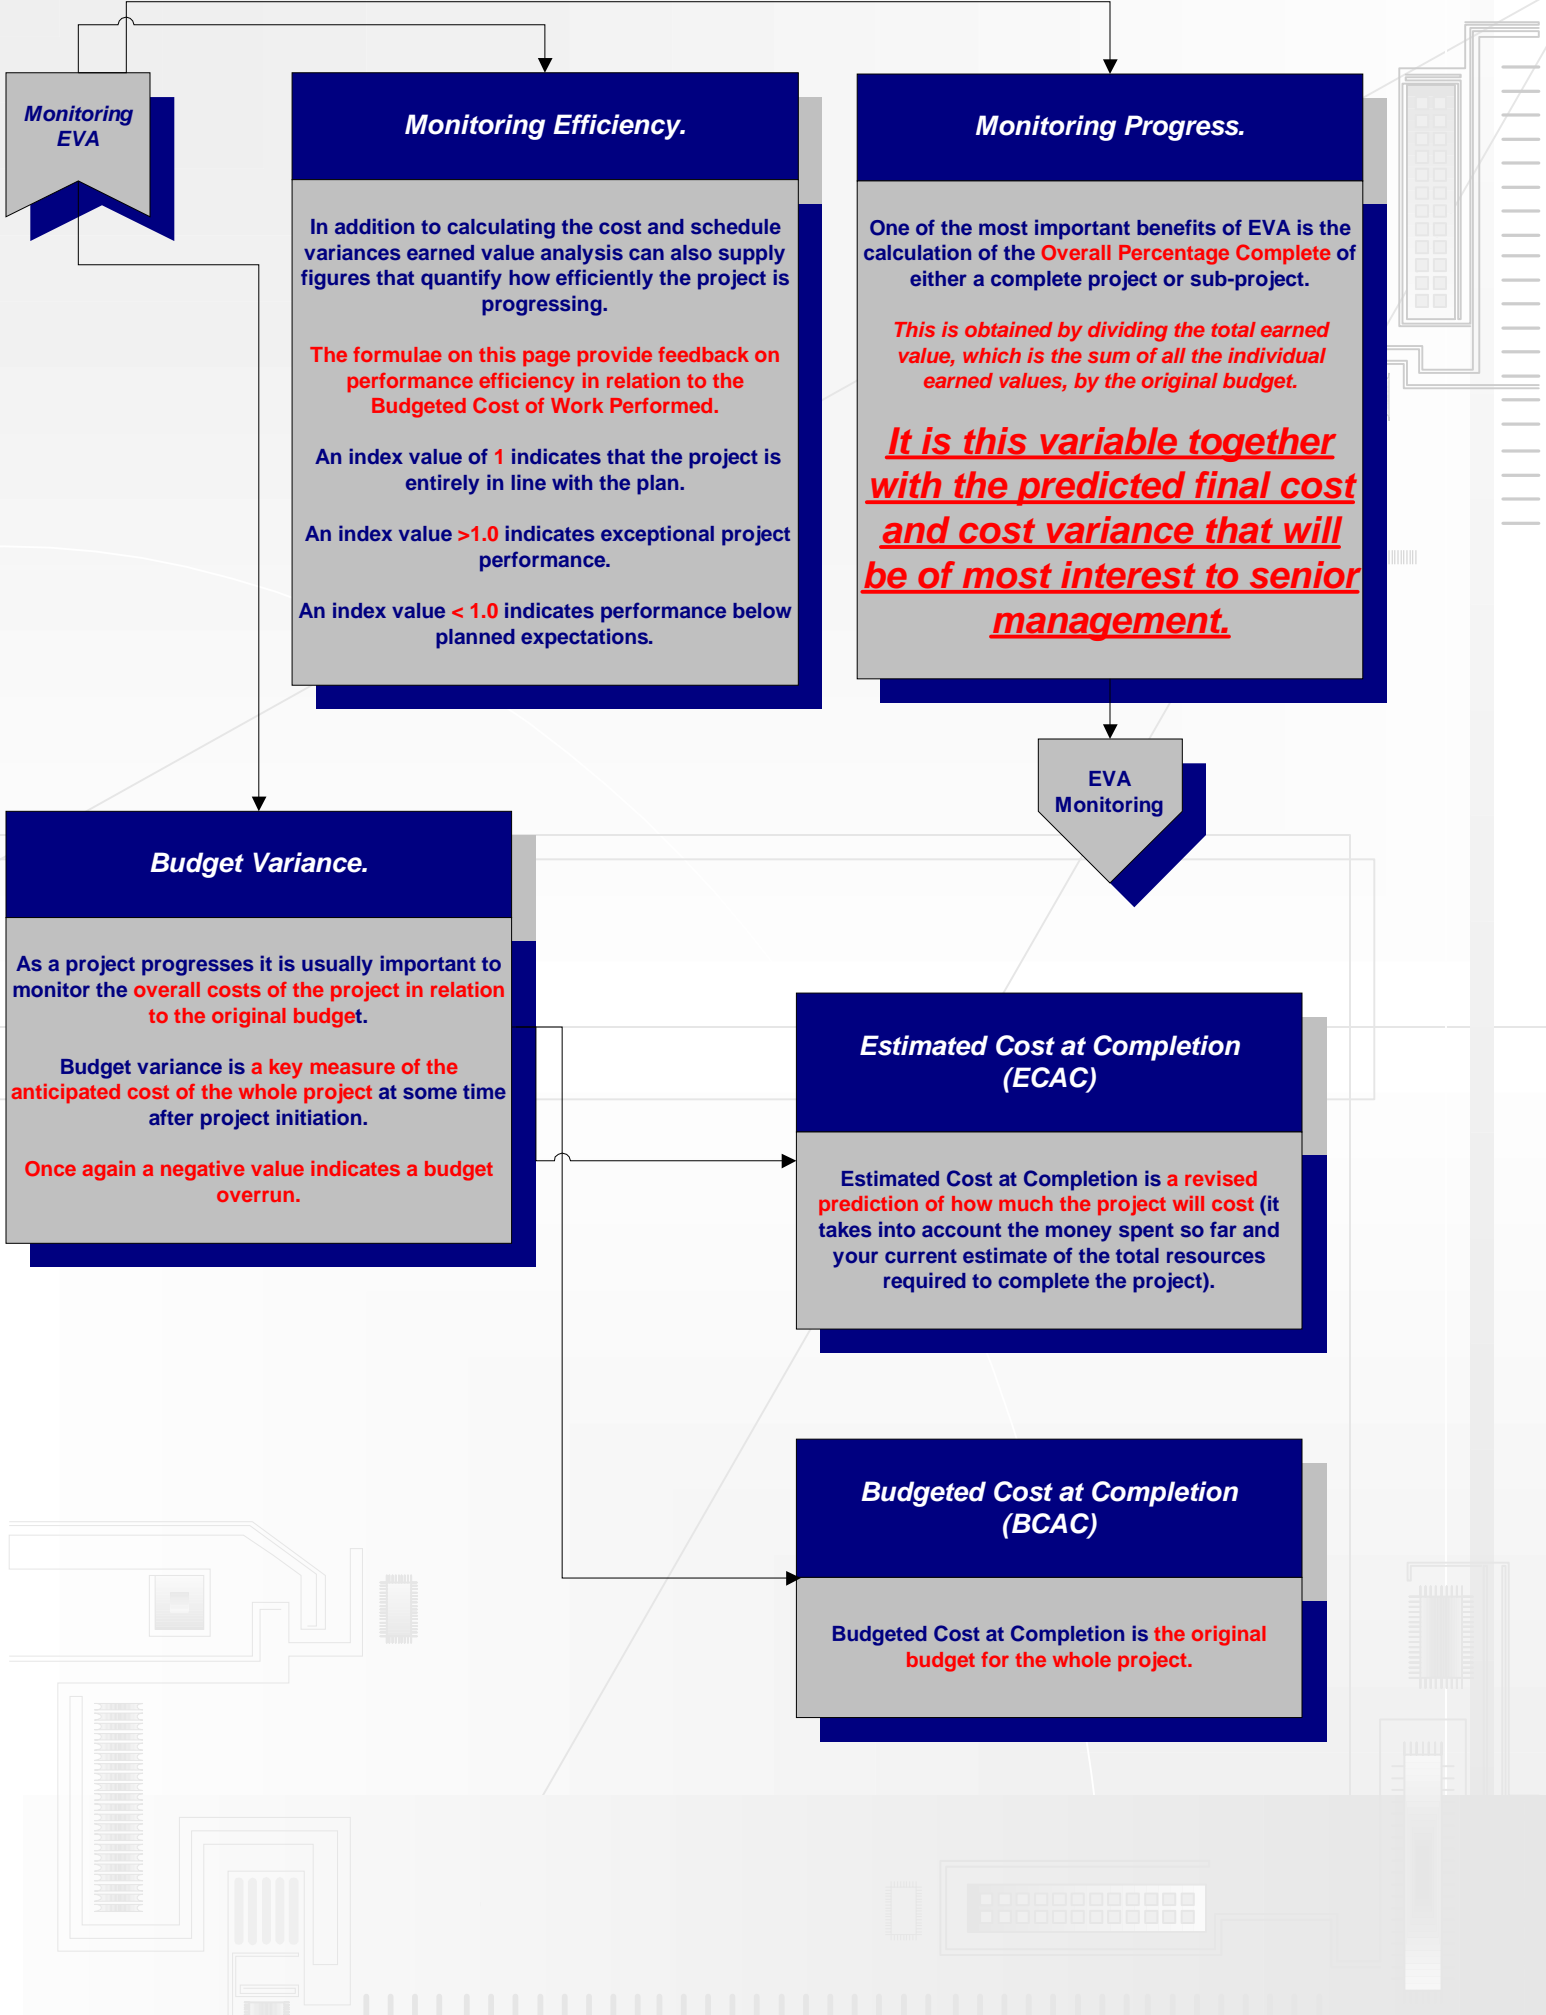 Monitoring
EVA
Monitoring Efficiency.
In addition to calculating the cost and schedule
variances earned value analysis can also supply
figures that quantify how efficiently the project is
progressing.
The formulae on this page provide feedback on
performance efficiency in relation to the
Budgeted Cost of Work Performed.
An index value of 1 indicates that the project is
entirely in line with the plan.
An index value >1.0 indicates exceptional project
performance.
An index value < 1.0 indicates performance below
planned expectations.
Monitoring Progress.
One of the most important benefits of EVA is the
calculation of the Overall Percentage Complete of
either a complete project or sub-project.
This is obtained by dividing the total earned
value, which is the sum of all the individual
earned values, by the original budget.
It is this variable together
with the predicted final cost
and cost variance that will
be of most interest to senior
management.
EVA
Monitoring
Budget Variance.
As a project progresses it is usually important to
monitor the overall costs of the project in relation
to the original budget.
Budget variance is a key measure of the
anticipated cost of the whole project at some time
after project initiation.
Once again a negative value indicates a budget
overrun.
Estimated Cost at Completion
(ECAC)
Estimated Cost at Completion is a revised
prediction of how much the project will cost (it
takes into account the money spent so far and
your current estimate of the total resources
required to complete the project).
Budgeted Cost at Completion
(BCAC)
Budgeted Cost at Completion is the original
budget for the whole project.